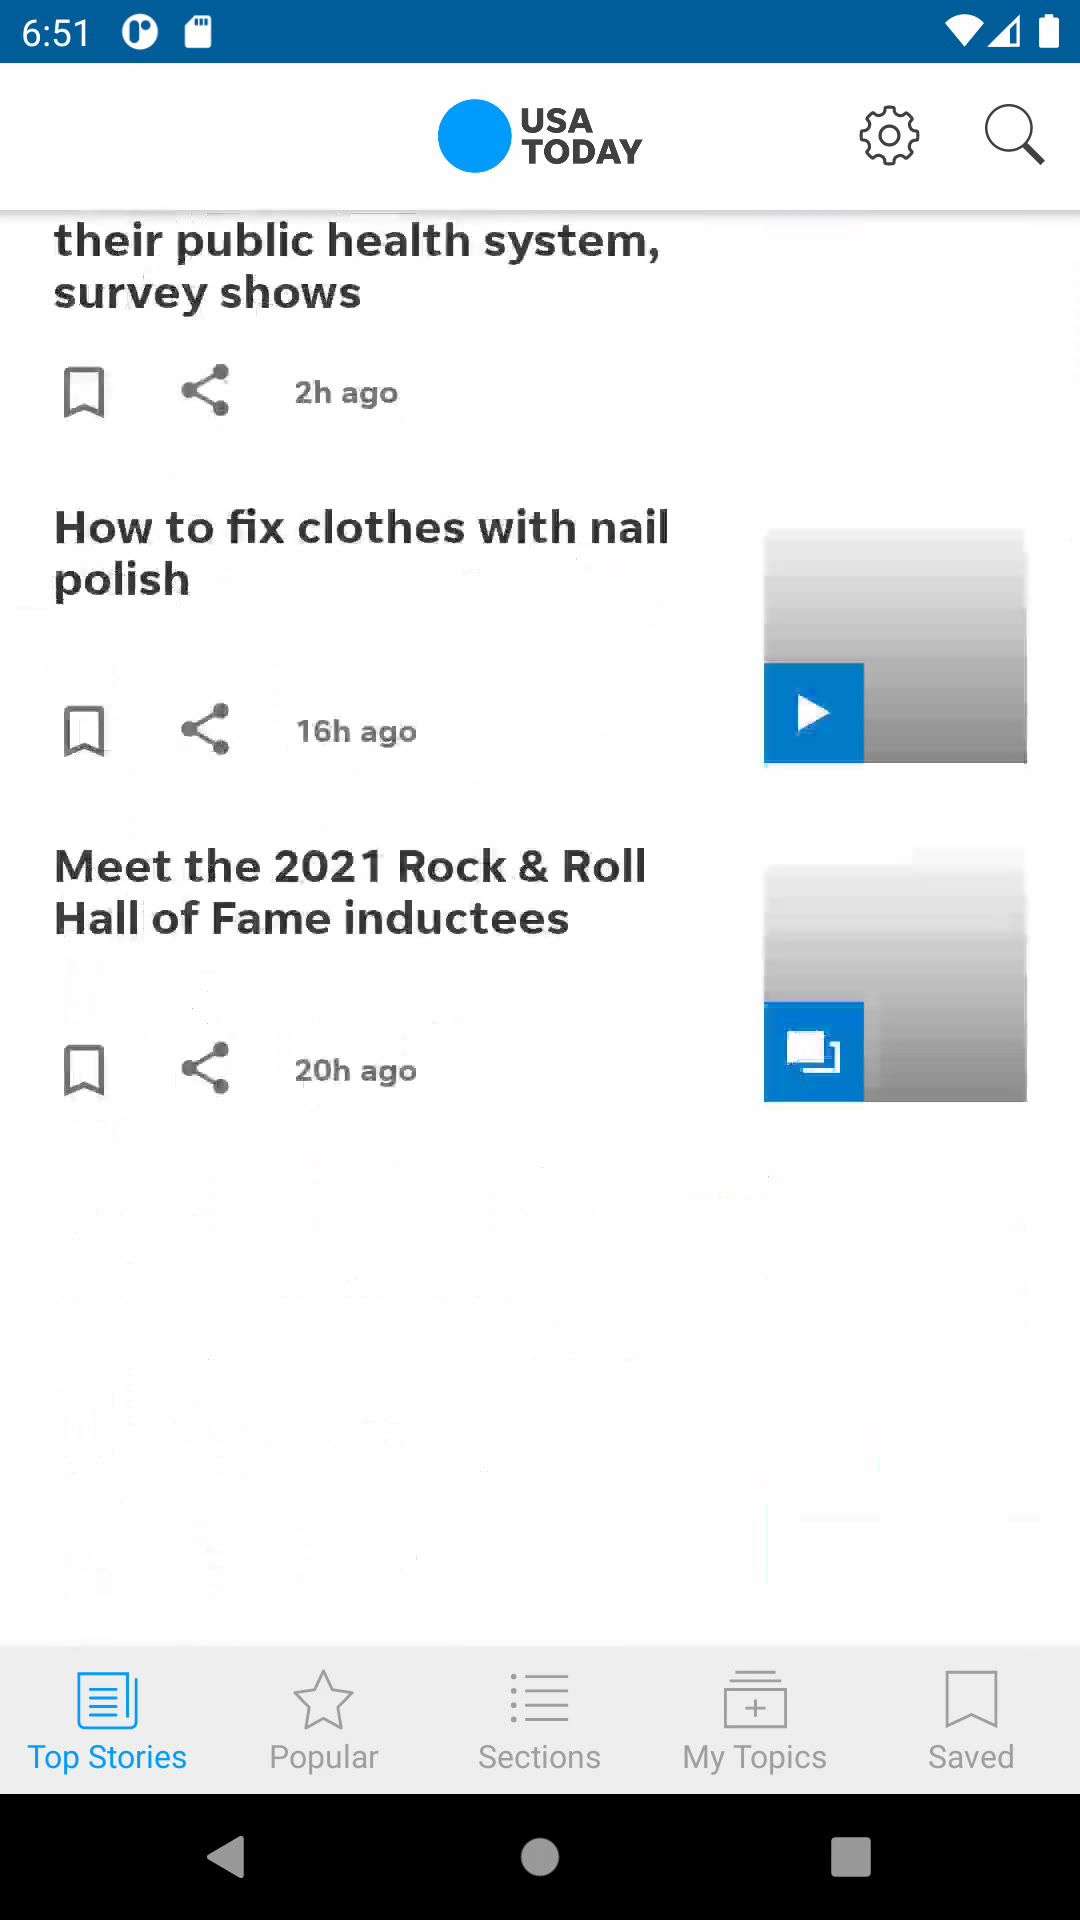 6:51
USA
TODAY
their public health system,
survey shows
2h ago
How to fix clothes with nail
polish
16h ago
Meet the 2021 Rock & Roll
Hall of Fame inductees
20h ago
Top Stories
Popular
Sections
My Topics
Saved